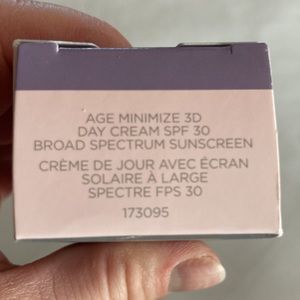 AGE MINIMIZE 3D
DAY CREAM SPF 30
BROAD SPECTRUM SUNSCREEN
CRÈME DE JOUR AVEC ÉCRAN
SOLAIRE À LARGE
SPECTRE FPS 30
173095